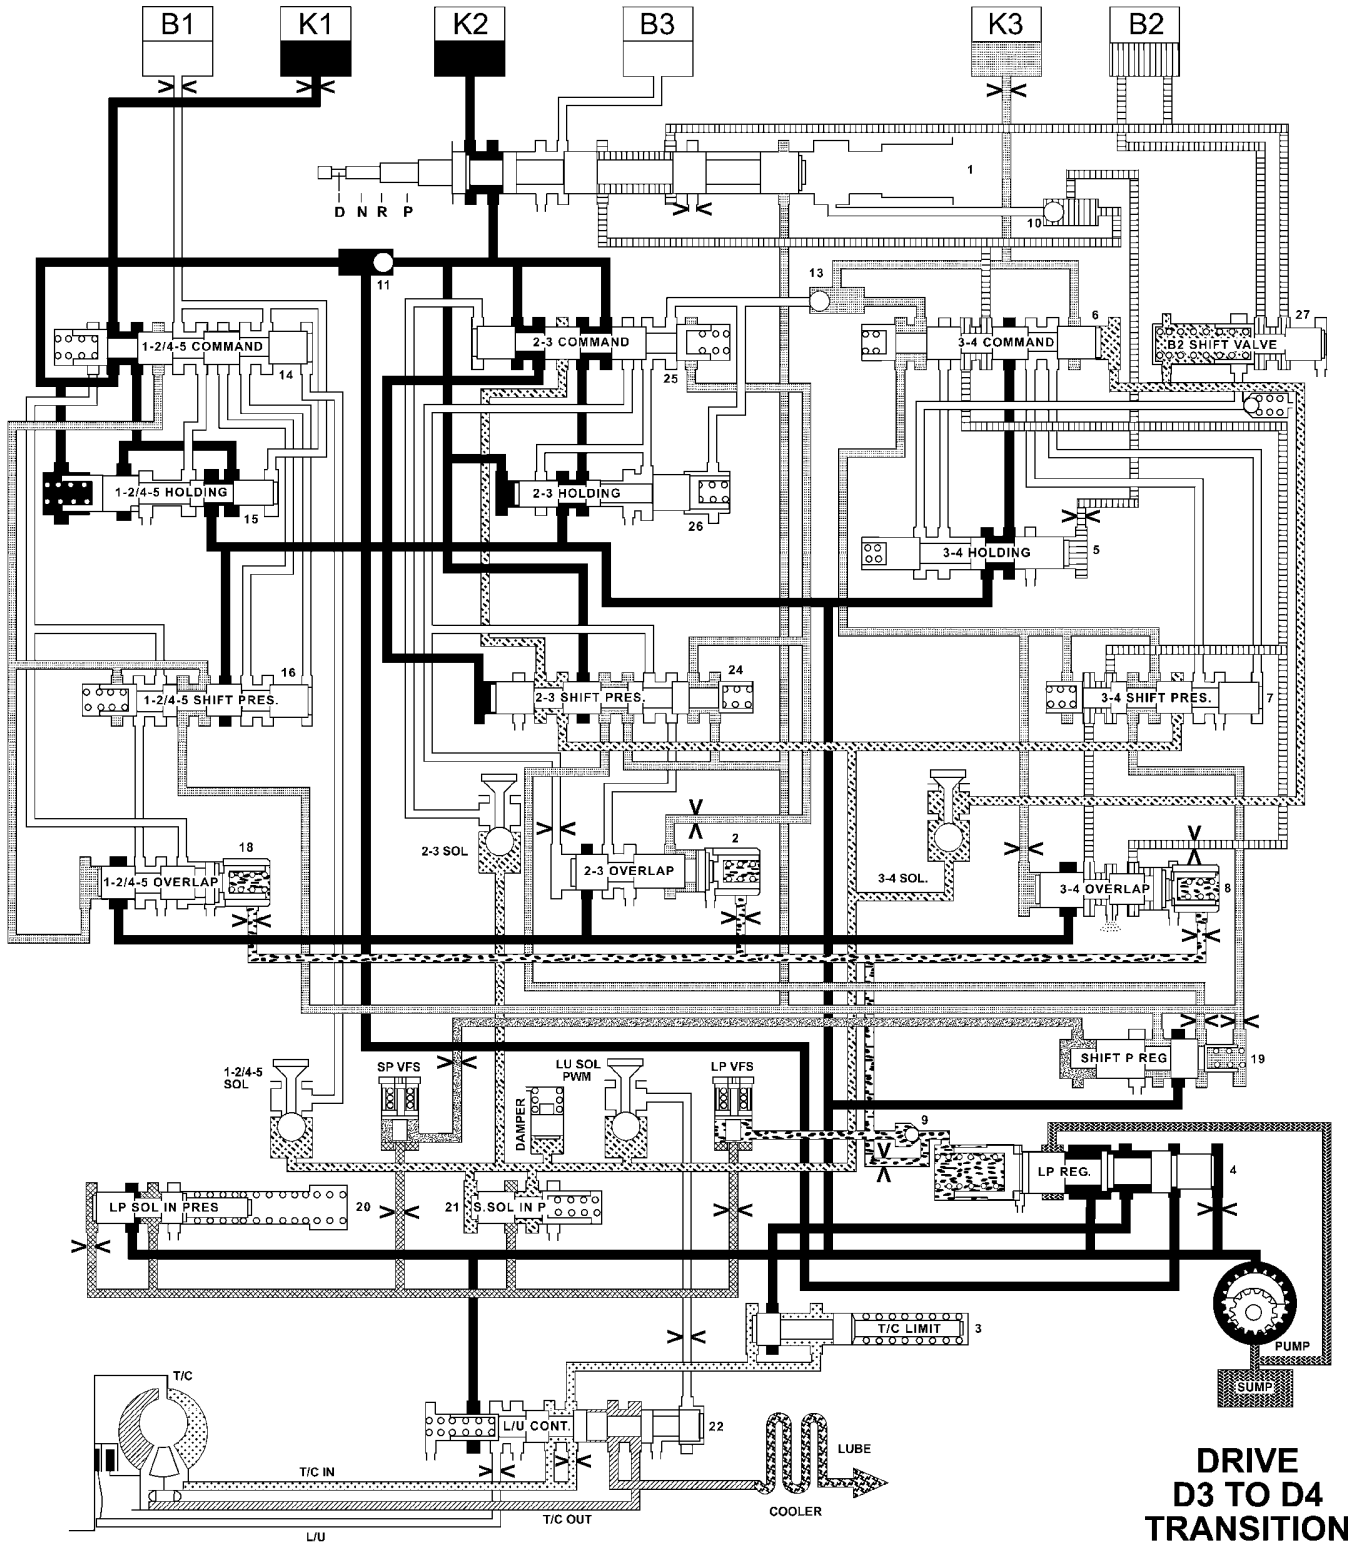 B1 K1 K2 B3 K3 B2
1
D N R P
10
11
13
6
27
1-2/4-5 COMMAND
2-3 COMMAND
3-4 COMMAND
B2 SHIFT VALVE
14
25
1-2/4-5 HOLDING
2-3 HOLDING
15
26
3-4 HOLDING
5
16
24
1-2/4-5 SHIFT PRES.
2-3 SHIFT PRES.
3-4 SHIFT PRES.
7
18
2-3 SOL
2
3-4 SOL.
1-2/4-5 OVERLAP
2-3 OVERLAP
3-4 OVERLAP
8
SHIFT P REG
19
1-2/4-5
SOL
SP VFS
DAMPER
LU SOL
PWM
LP VFS
9
LP REG.
4
LP SOL IN PRES
20
21
S.SOL IN P
T/C LIMIT
3
PUMP
SUMP
T/C
L/U CONT.
22
T/C IN
T/C OUT
L/U
LUBE
COOLER
DRIVE
D3 TO D4
TRANSITION